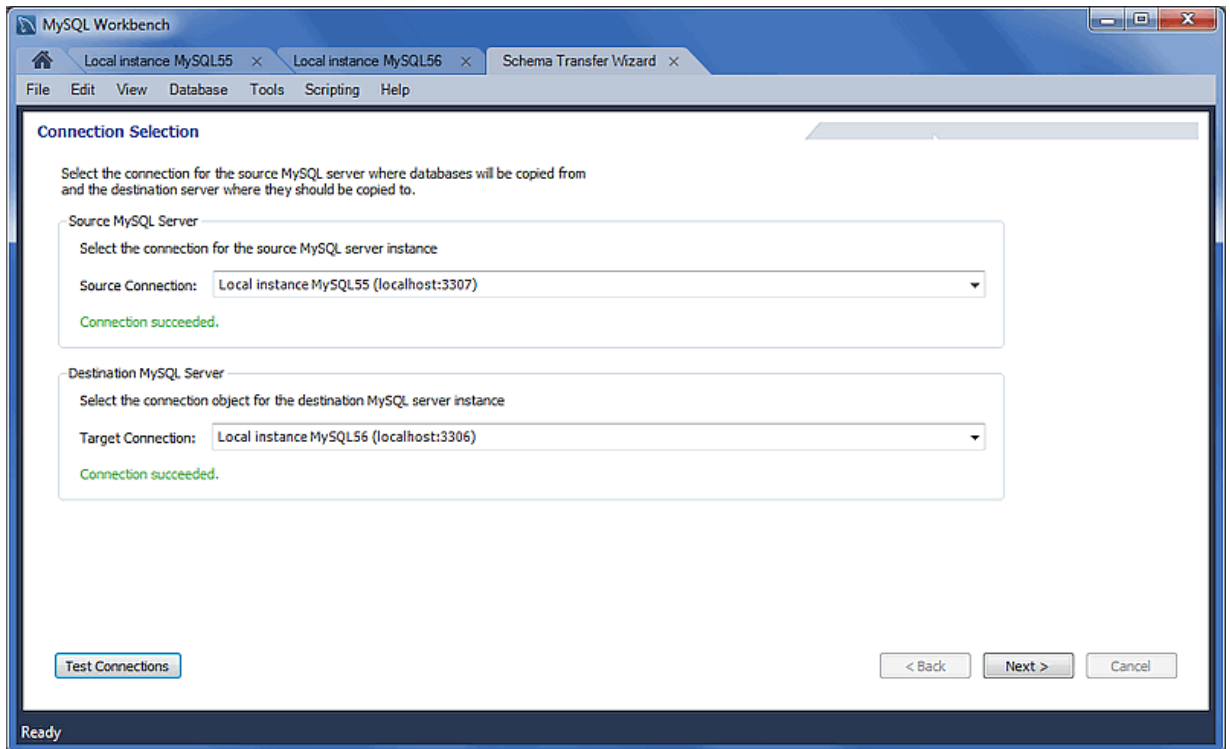 MySQL Workbench
Local instance MySQL55 × Local instance MySQL56 × Schema Transfer Wizard ×
File Edit View Database Tools Scripting Help
Connection Selection
Select the connection for the source MySQL server where databases will be copied from
and the destination server where they should be copied to.
Source MySQL Server
Select the connection for the source MySQL server instance
Source Connection: Local instance MySQL55 (localhost:3307)
Connection succeeded.
Destination MySQL Server
Select the connection object for the destination MySQL server instance
Target Connection: Local instance MySQL56 (localhost:3306)
Connection succeeded.
Test Connections < Back Next > Cancel
Ready